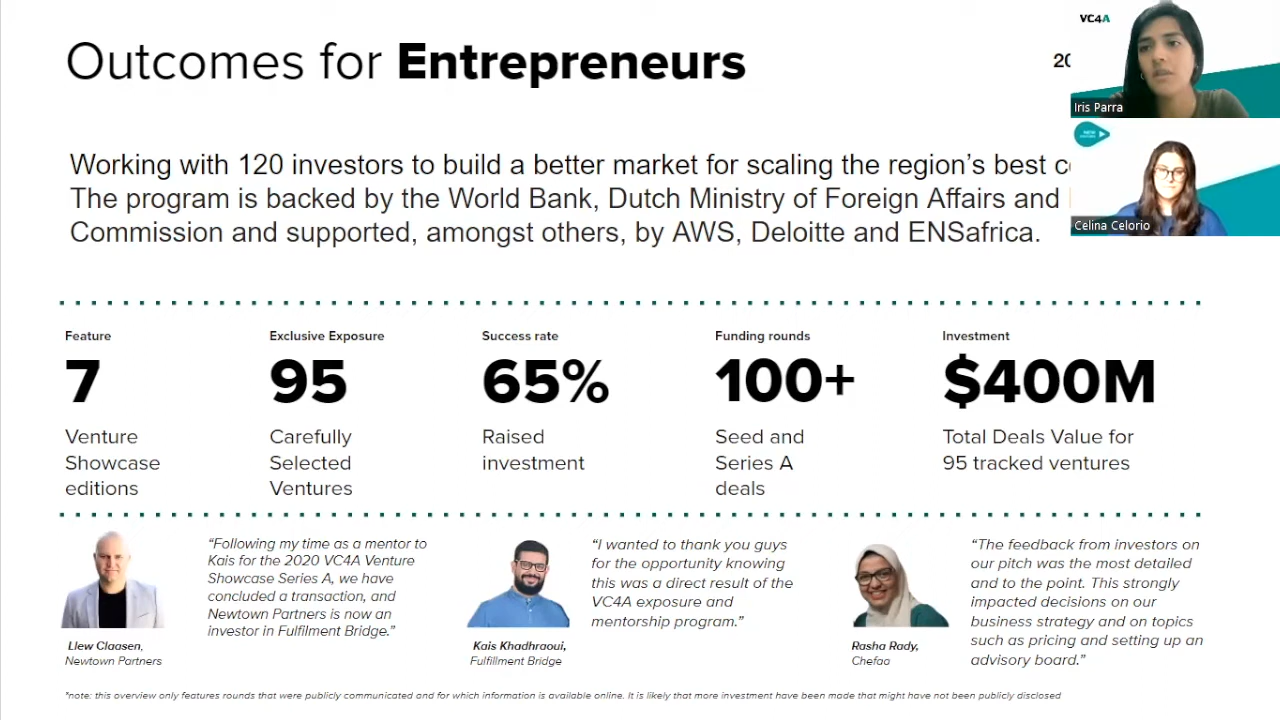 VC4A
Outcomes for Entrepreneurs
20
Iris Parra
Working with 120 investors to build a better market for scaling the region's best
The program is backed by the World Bank, Dutch Ministry of Foreign Affairs and
Commission and supported, amongst others, by AWS, Deloitte and ENSafrica.
Celina Celorio
Feature
7
Venture
Showcase
editions
Exclusive Exposure
95
Carefully
Selected
Ventures
Success rate
65%
Raised
investment
Funding rounds
100+
Seed and
Series A
deals
Investment
$400M
Total Deals Value for
95 tracked ventures
"Following my time as a mentor to
Kais for the 2020 VC4A Venture
Showcase Series A, we have
concluded a transaction, and
Newtown Partners is now an
investor in Fulfilment Bridge."
Llew Claasen,
Newtown Partners
"I wanted to thank you guys
for the opportunity knowing
this was a direct result of the
VC4A exposure and
mentorship program."
Kais Khadhraoui,
Fulfillment Bridge
"The feedback from investors on
our pitch was the most detailed
and to the point. This strongly
impacted decisions on our
business strategy and on topics
such as pricing and setting up an
advisory board."
Rasha Rady,
Chefaa
*note: this overview only features rounds that were publicly communicated and for which information is available online. It is likely that more investment have been made that might have not been publicly disclosed